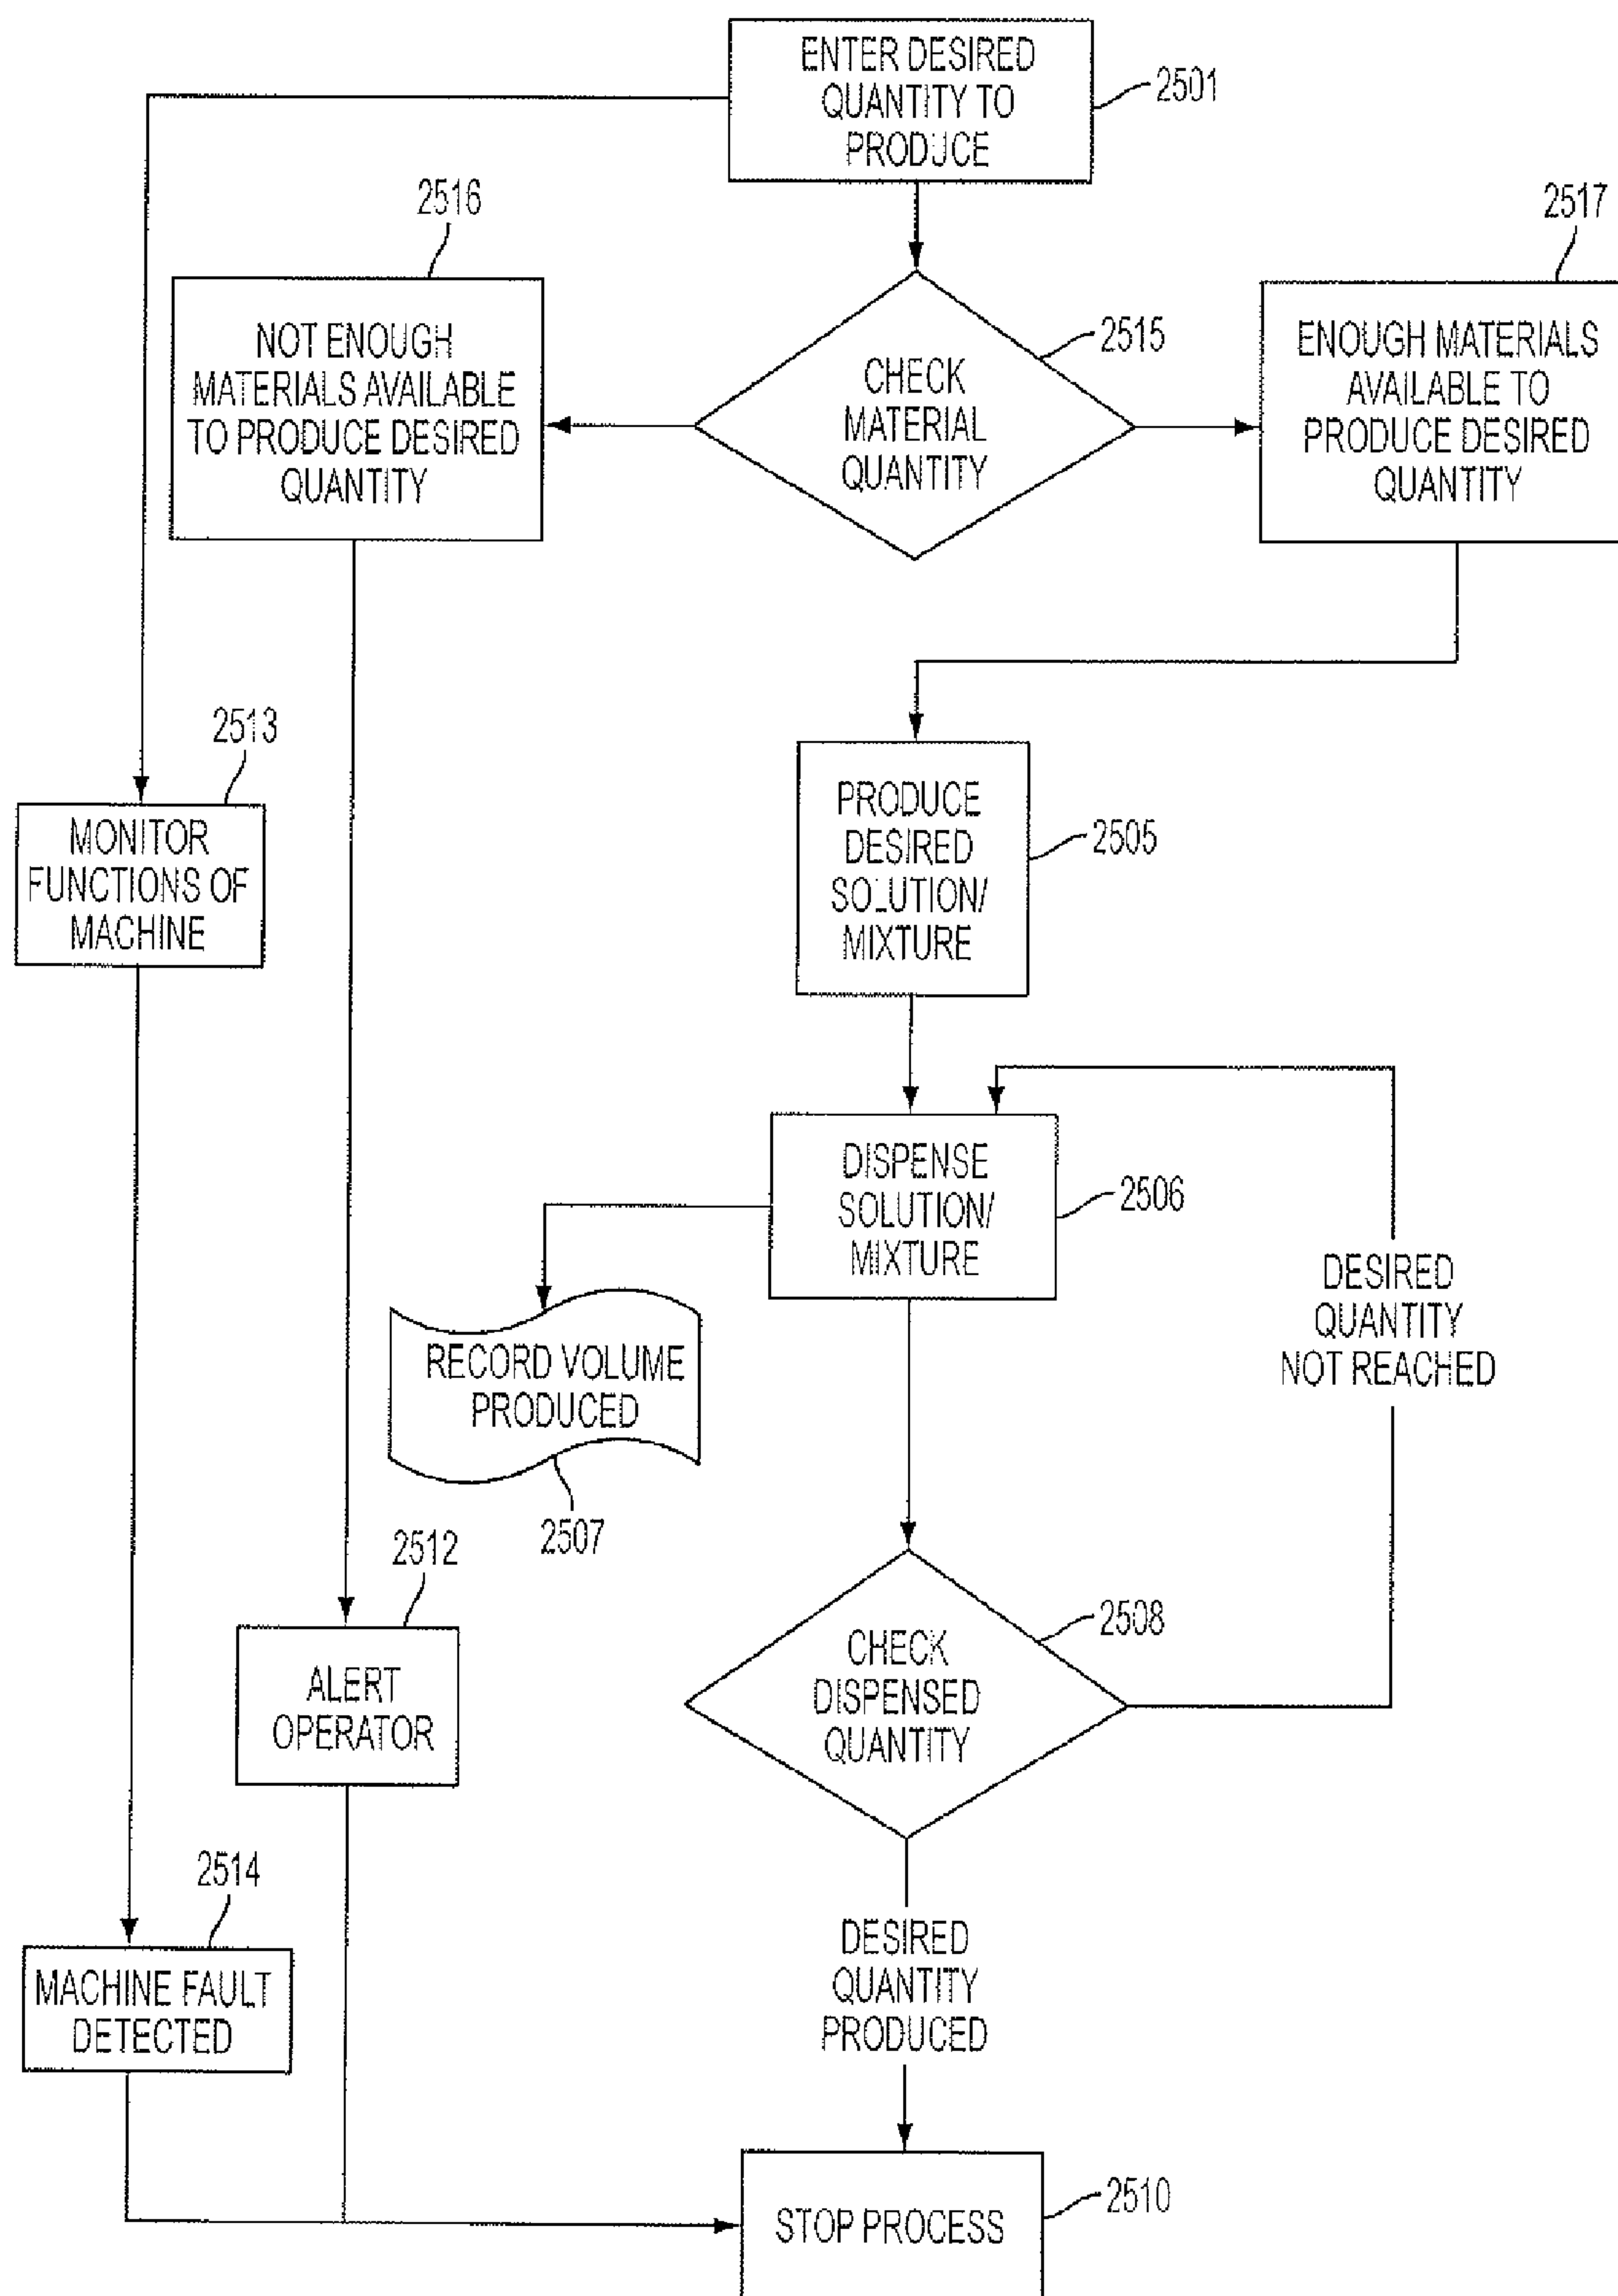 ENTER DESIRED
QUANTITY TO
PRODUCE
2501
2516
2517
NOT ENOUGH
MATERIALS AVAILABLE
TO PRODUCE DESIRED
QUANTITY
CHECK
MATERIAL
QUANTITY
2515
ENOUGH MATERIALS
AVAILABLE TO
PRODUCE DESIRED
QUANTITY
2513
MONITOR
FUNCTIONS OF
MACHINE
PRODUCE
DESIRED
SOLUTION/
MIXTURE
2505
DISPENSE
SOLUTION/
MIXTURE
2506
DESIRED
QUANTITY
NOT REACHED
RECORD VOLUME
PRODUCED
2507
2512
ALERT
OPERATOR
CHECK
DISPENSED
QUANTITY
2508
2514
MACHINE FAULT
DETECTED
DESIRED
QUANTITY
PRODUCED
STOP PROCESS
2510